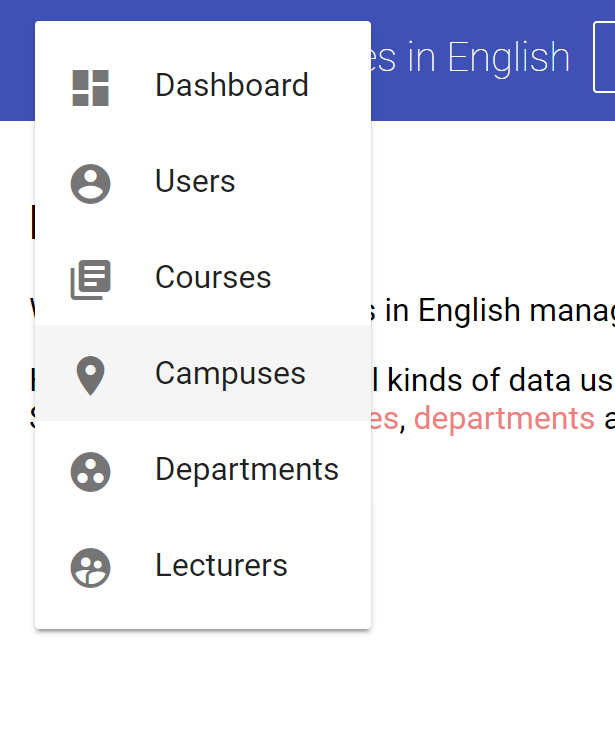 es in English
Dashboard
Users
Courses
s in English manag
Campuses
l kinds of data us
es, departments a
Departments
Lecturers